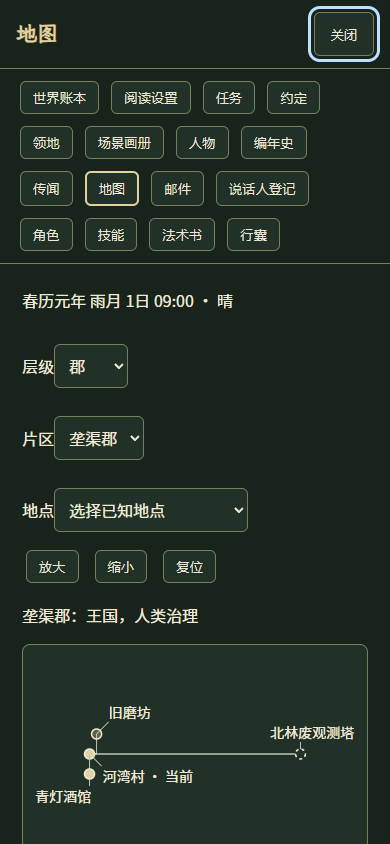 地图 关闭
世界账本 阅读设置 任务 约定
领地 场景画册 人物 编年史
传闻 地图 邮件 说话人登记
角色 技能 法术书 行囊
春历元年 雨月 1日 09:00 · 晴
层级 郡
片区 垄渠郡
地点 选择已知地点
放大 缩小 复位
垄渠郡：王国，人类治理
旧磨坊
北林废观测塔
河湾村 · 当前
青灯酒馆